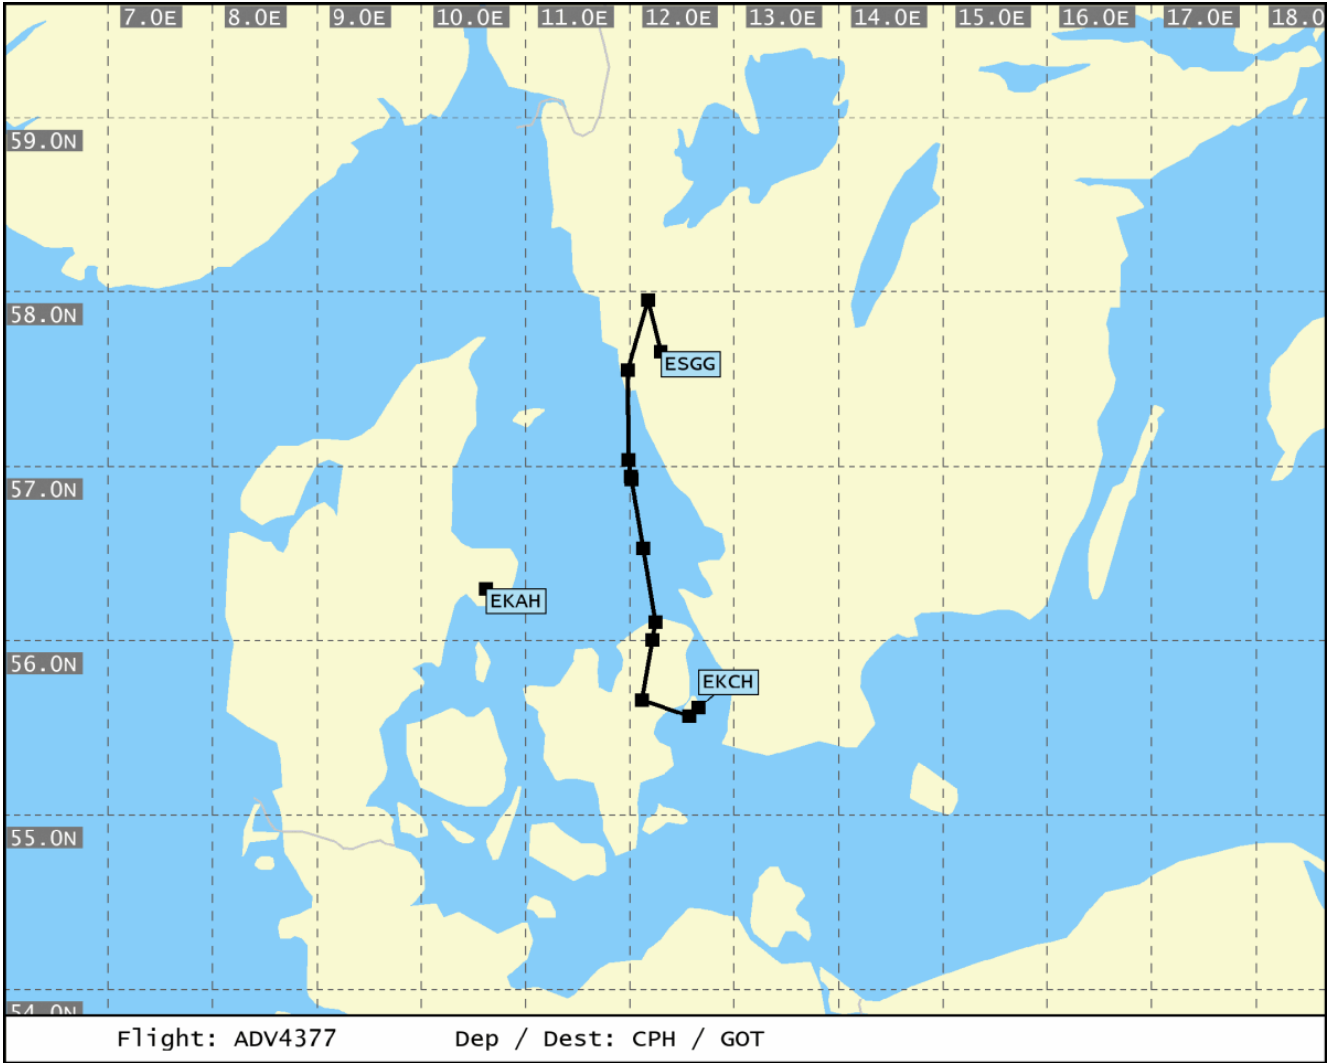 7.0E 8.0E 9.0E 10.0E 11.0E 12.0E 13.0E 14.0E 15.0E 16.0E 17.0E 18.0
59.0N
58.0N
ESGG
57.0N
EKAH
56.0N
EKCH
55.0N
54.0N
Flight: ADV4377 Dep / Dest: CPH / GOT